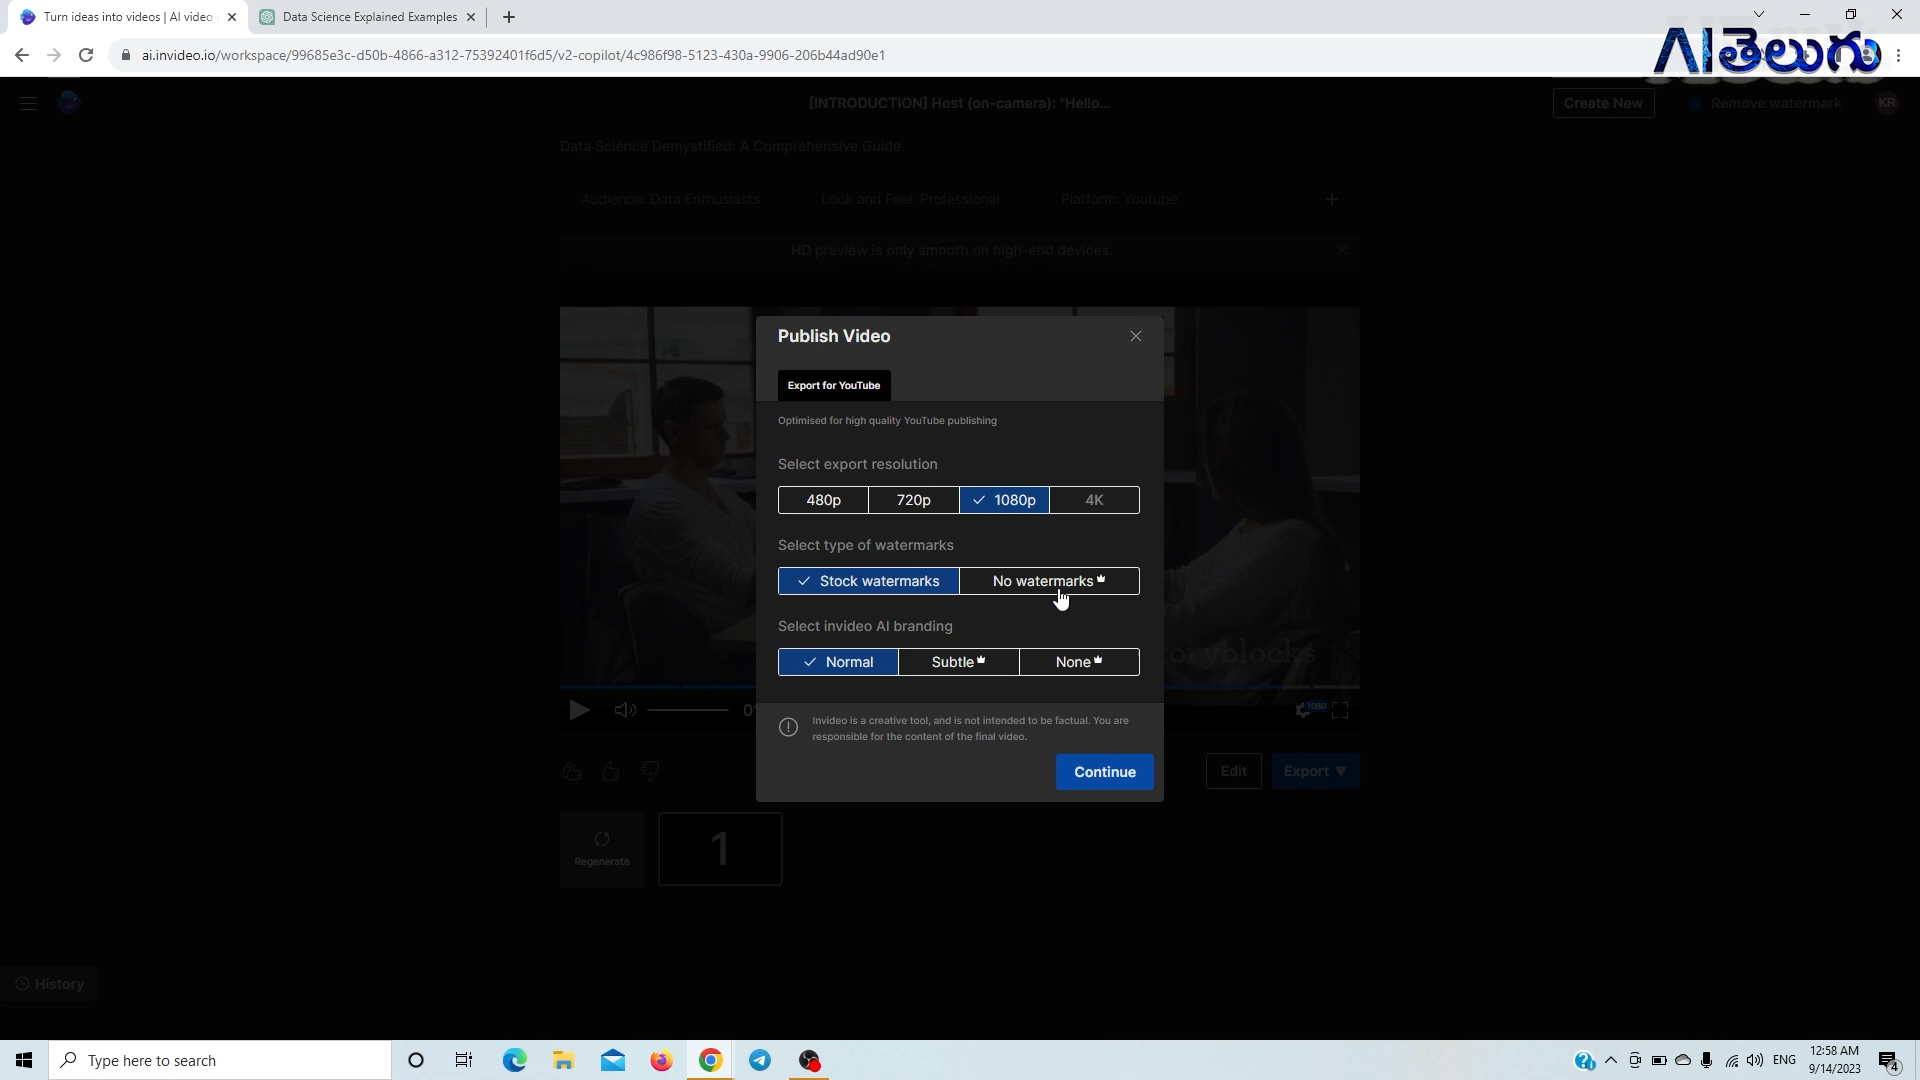 Turn ideas into videos | AI video
Data Science Explained Examples
ai.invideo.io/workspace/99685e3c-d50b-4866-a312-75392401f6d5/v2-copilot/4c986f98-5123-430a-9906-206b44ad90e1
AIతెలుగు
[INTRODUCTION] Host (on-camera): "Hello...
Create New
Remove watermark
KR
Data Science Demystified: A Comprehensive Guide
Audience: Data Enthusiasts
Look and Feel: Professional
Platform: Youtube
HD preview is only smooth on high-end devices.
Publish Video
Export for YouTube
Optimised for high quality YouTube publishing
Select export resolution
480p 720p 1080p 4K
Select type of watermarks
Stock watermarks No watermarks
Select invideo AI branding
Normal Subtle None
Invideo is a creative tool, and is not intended to be factual. You are
responsible for the content of the final video.
Continue
1080
Edit
Export
Regenerate
1
History
Type here to search
ENG
12:58 AM
9/14/2023
4